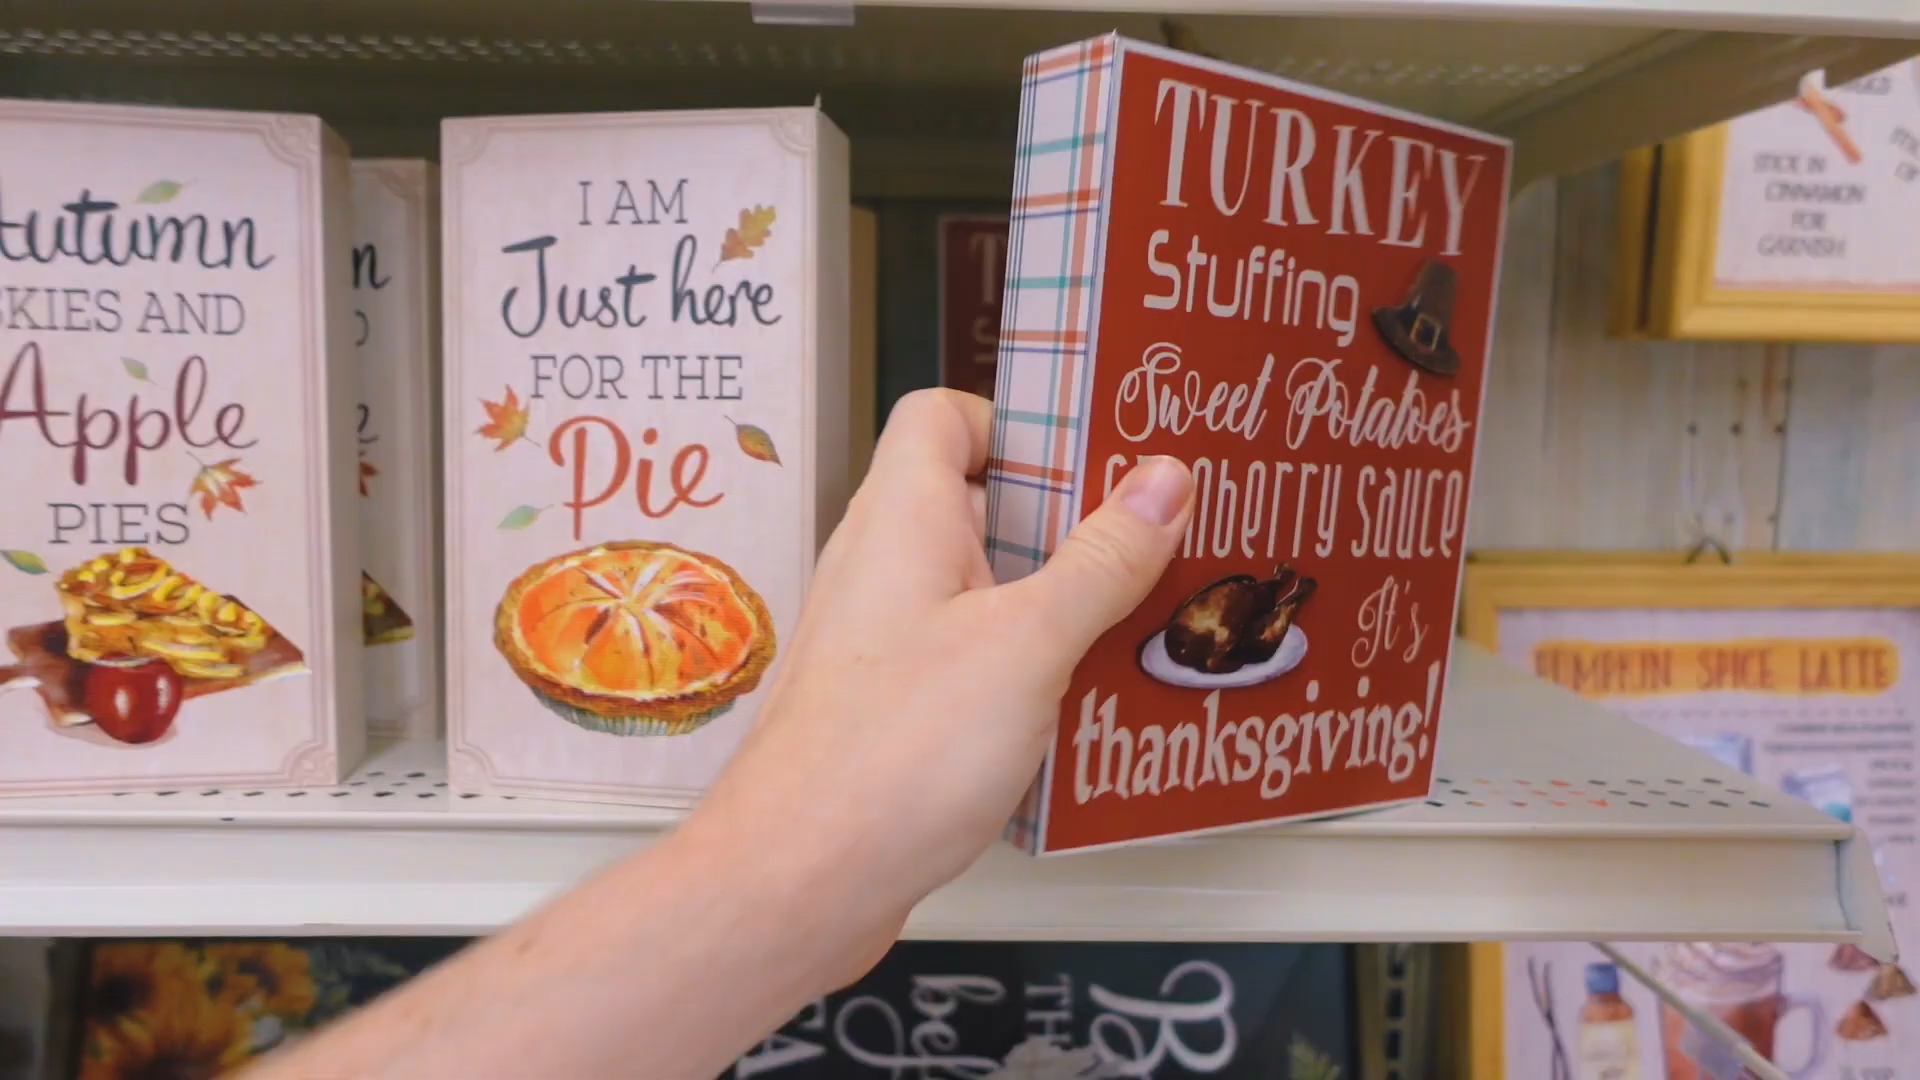 Autumn
SKIES AND
Apple
PIES
I AM
Just here
FOR THE
Pie
TURKEY
Stuffing
Sweet Potatoes
cranberry sauce
It's
thanksgiving!
STICK IN
CINNAMON
FOR
GARNISH
PUMPKIN SPICE LATTE